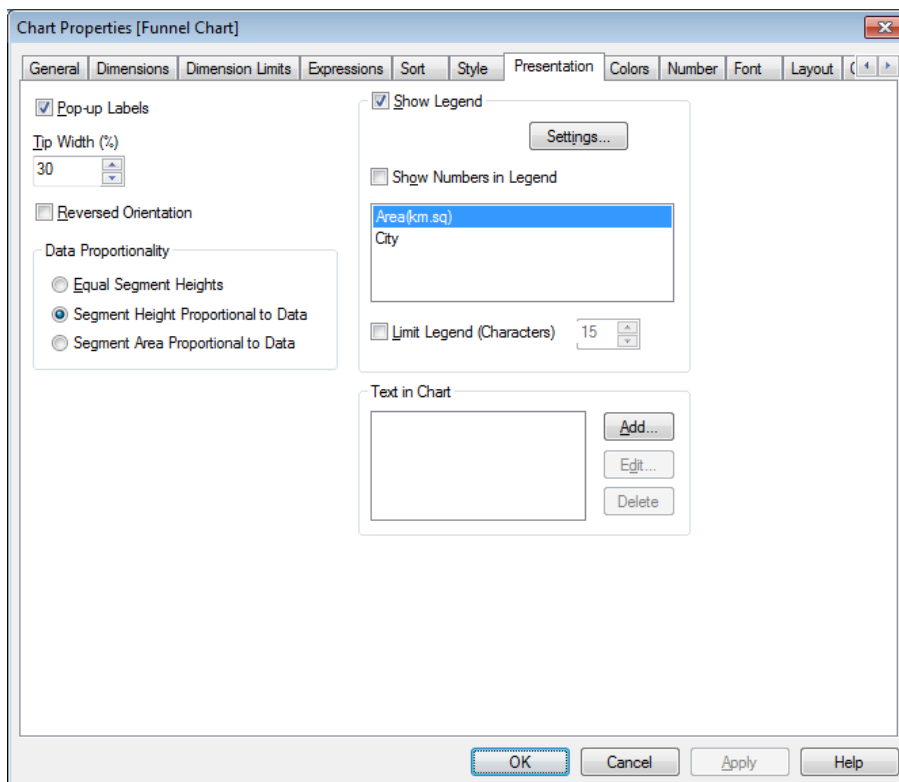 Chart Properties [Funnel Chart]
General Dimensions Dimension Limits Expressions Sort Style Presentation Colors Number Font Layout
Pop-up Labels
Tip Width (%)
30
Reversed Orientation
Data Proportionality
Equal Segment Heights
Segment Height Proportional to Data
Segment Area Proportional to Data
Show Legend
Settings...
Show Numbers in Legend
Area(km.sq)
City
Limit Legend (Characters) 15
Text in Chart
Add...
Edit...
Delete
OK Cancel Apply Help